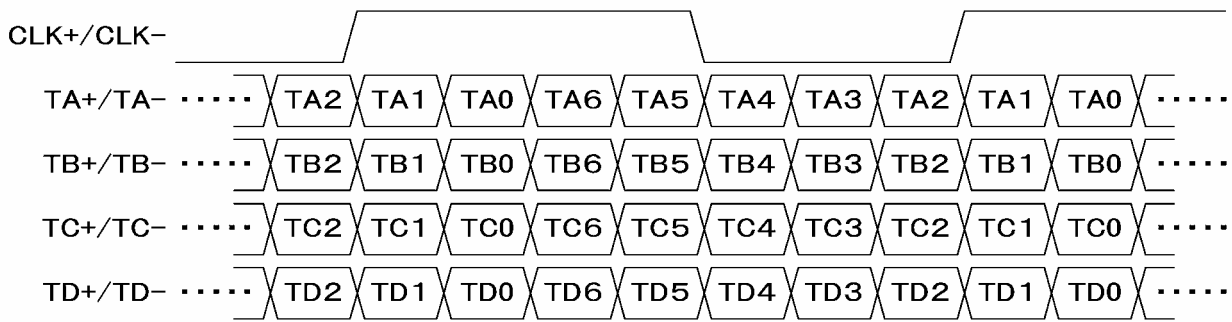 CLK+/CLK-
TA+/TA- ····· TA2 TA1 TA0 TA6 TA5 TA4 TA3 TA2 TA1 TA0 ·····
TB+/TB- ····· TB2 TB1 TB0 TB6 TB5 TB4 TB3 TB2 TB1 TB0 ·····
TC+/TC- ····· TC2 TC1 TC0 TC6 TC5 TC4 TC3 TC2 TC1 TC0 ·····
TD+/TD- ····· TD2 TD1 TD0 TD6 TD5 TD4 TD3 TD2 TD1 TD0 ·····